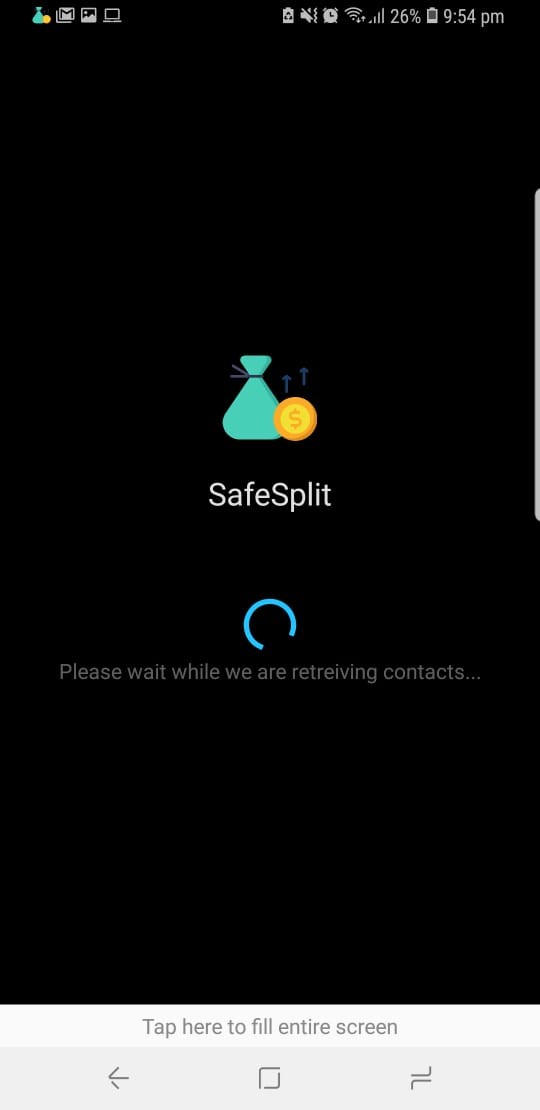 26% 9:54 pm
$
SafeSplit
Please wait while we are retreiving contacts...
Tap here to fill entire screen